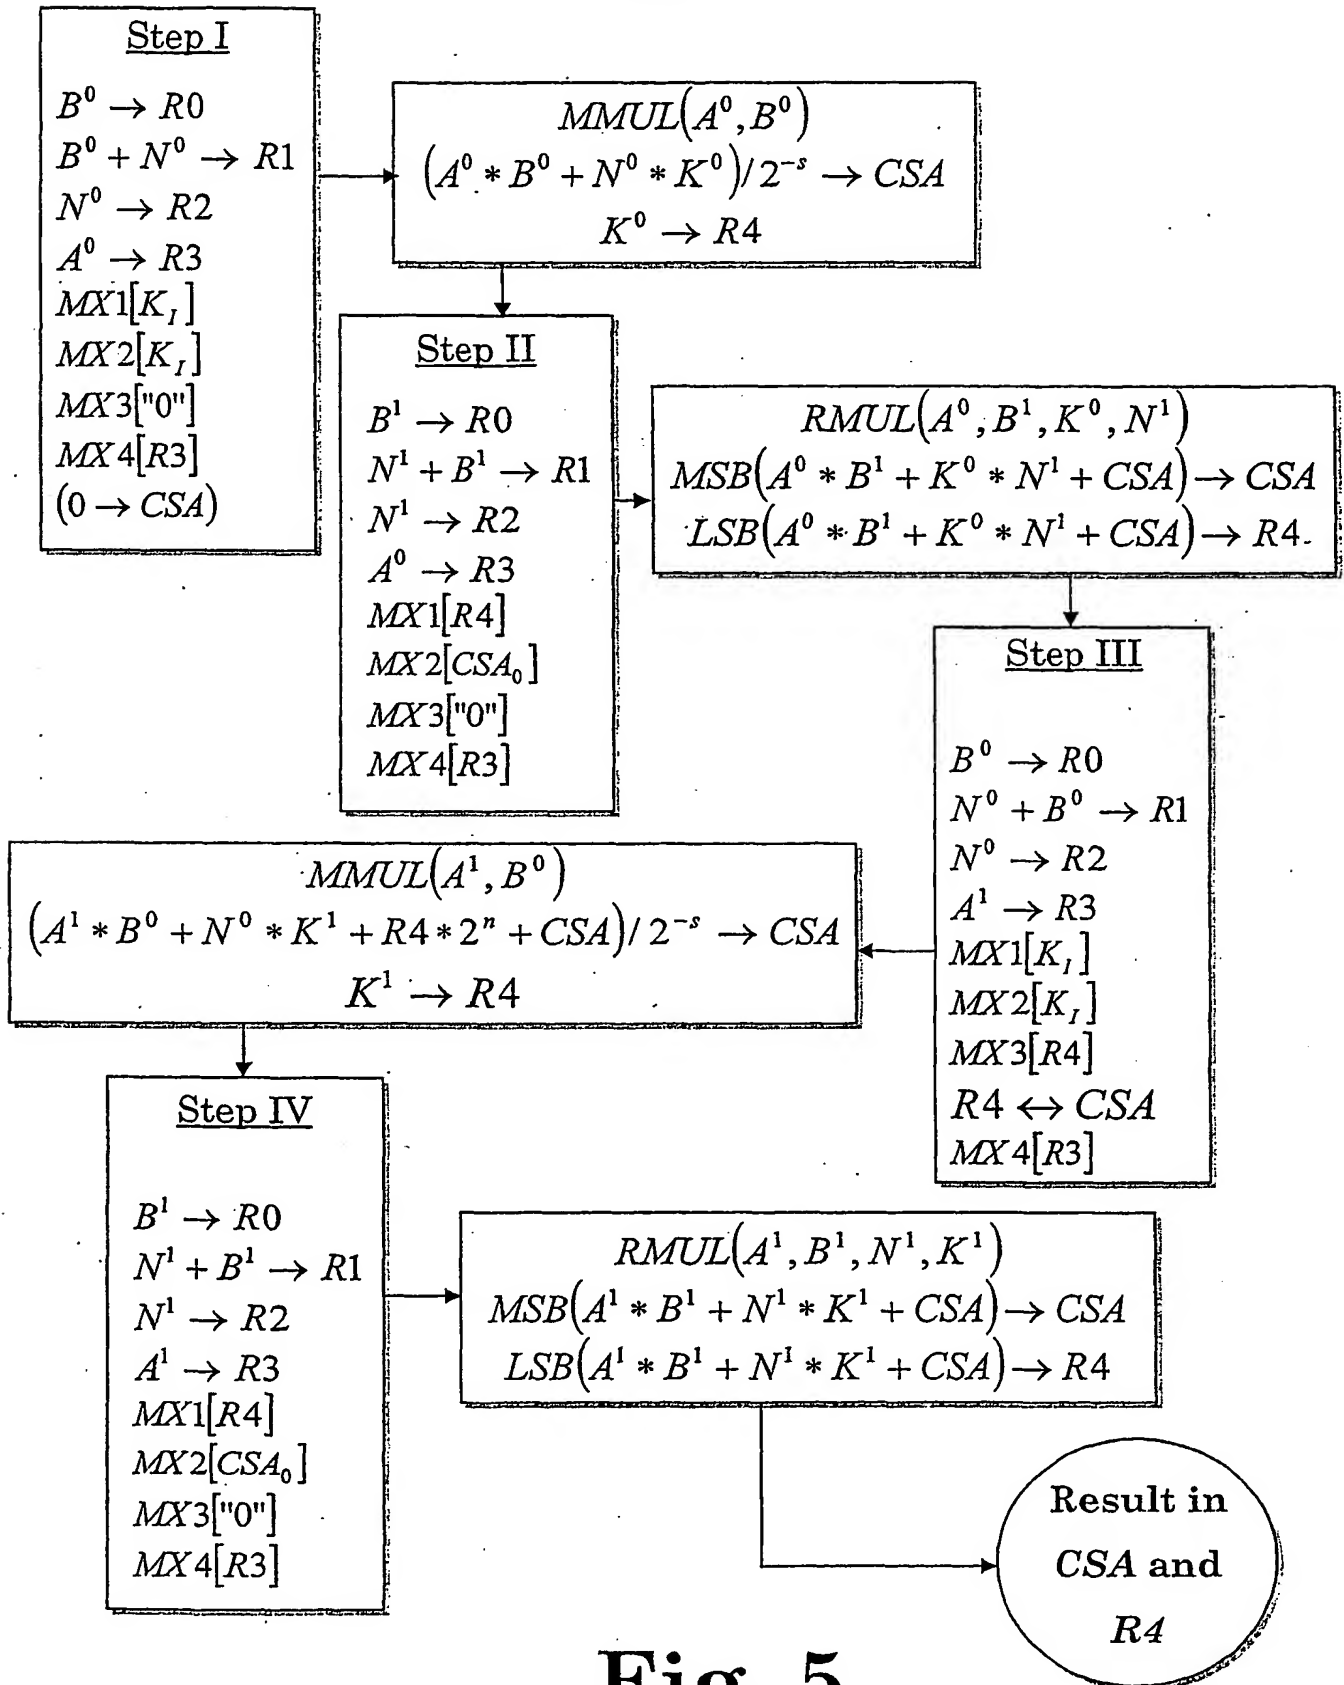 Step I
B⁰ → R0
B⁰ + N⁰ → R1
N⁰ → R2
A⁰ → R3
MX1[K_I]
MX2[K_I]
MX3["0"]
MX4[R3]
(0 → CSA)
MMUL(A⁰, B⁰)
(A⁰ * B⁰ + N⁰ * K⁰)/2⁻ˢ → CSA
K⁰ → R4
Step II
B¹ → R0
N¹ + B¹ → R1
N¹ → R2
A⁰ → R3
MX1[R4]
MX2[CSA₀]
MX3["0"]
MX4[R3]
RMUL(A⁰, B¹, K⁰, N¹)
MSB(A⁰ * B¹ + K⁰ * N¹ + CSA) → CSA
LSB(A⁰ * B¹ + K⁰ * N¹ + CSA) → R4
Step III
B⁰ → R0
N⁰ + B⁰ → R1
N⁰ → R2
A¹ → R3
MX1[K_I]
MX2[K_I]
MX3[R4]
R4 ↔ CSA
MX4[R3]
MMUL(A¹, B⁰)
(A¹ * B⁰ + N⁰ * K¹ + R4 * 2ⁿ + CSA)/2⁻ˢ → CSA
K¹ → R4
Step IV
B¹ → R0
N¹ + B¹ → R1
N¹ → R2
A¹ → R3
MX1[R4]
MX2[CSA₀]
MX3["0"]
MX4[R3]
RMUL(A¹, B¹, N¹, K¹)
MSB(A¹ * B¹ + N¹ * K¹ + CSA) → CSA
LSB(A¹ * B¹ + N¹ * K¹ + CSA) → R4
Result in
CSA and
R4
Fig. 5